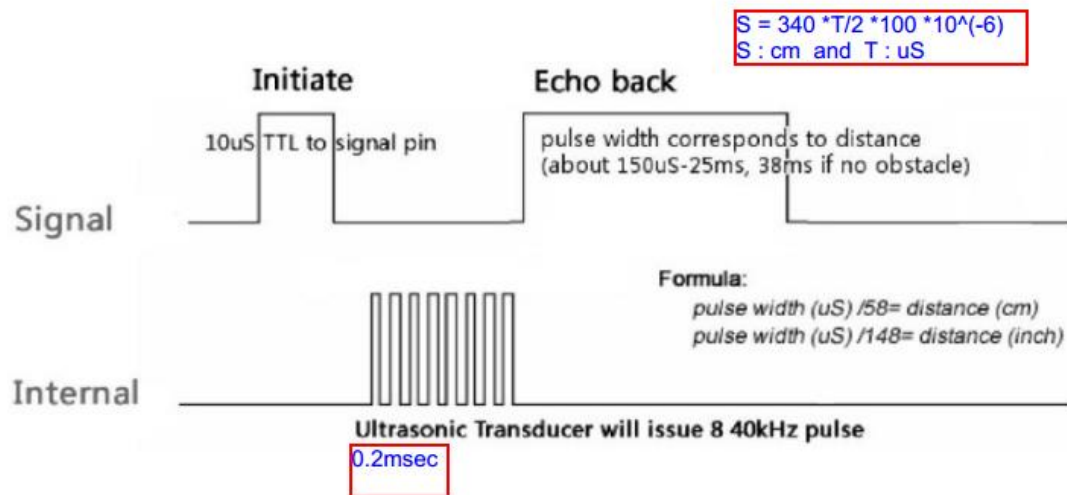 S = 340 *T/2 *100 *10^(-6)
S : cm and T : uS
Initiate
Echo back
10uS TTL to signal pin
pulse width corresponds to distance
(about 150uS-25ms, 38ms if no obstacle)
Signal
Formula:
pulse width (uS) /58= distance (cm)
pulse width (uS) /148= distance (inch)
Internal
Ultrasonic Transducer will issue 8 40kHz pulse
0.2msec